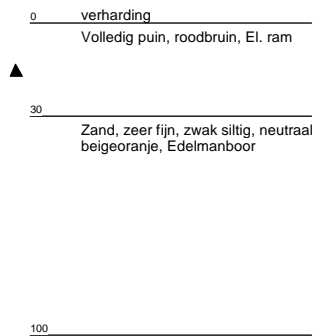 0 verharding
Volledig puin, roodbruin, El. ram
30
Zand, zeer fijn, zwak siltig, neutraal
beigeoranje, Edelmanboor
100